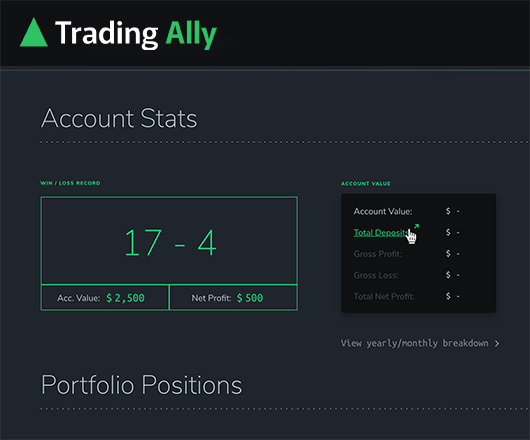 Trading Ally
Account Stats
WIN / LOSS RECORD
17 - 4
Acc. Value: $ 2,500
Net Profit: $ 500
ACCOUNT VALUE
Account Value: $ -
Total Deposits: $ -
Gross Profit: $ -
Gross Loss: $ -
Total Net Profit: $ -
View yearly/monthly breakdown >
Portfolio Positions